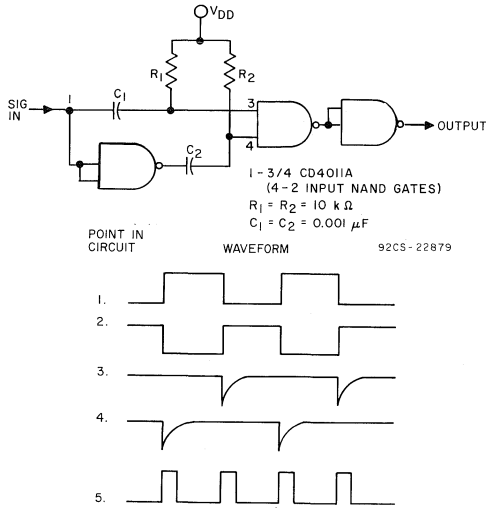 VDD
R1
R2
C1
SIG
IN
1
3
4
C2
OUTPUT
1-3/4 CD4011A
(4-2 INPUT NAND GATES)
R1 = R2 = 10 k Ω
C1 = C2 = 0.001 μF
POINT IN
CIRCUIT
WAVEFORM
92CS-22879
1.
2.
3.
4.
5.